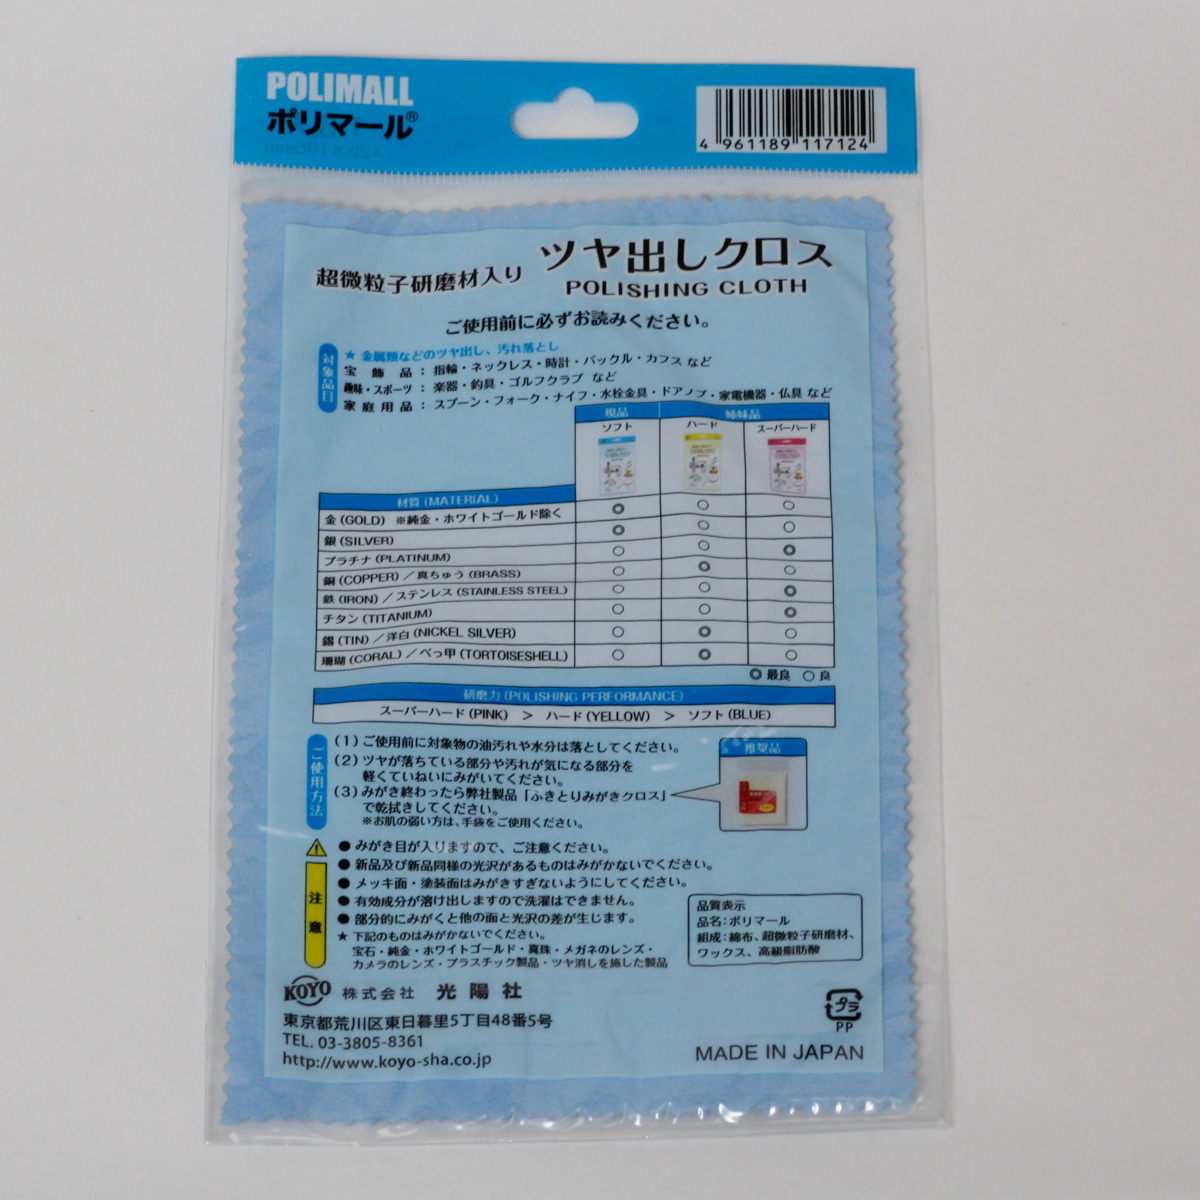 POLIMALL
ポリマール®
4 961189 117124
超微粒子研磨材入り ツヤ出しクロス
POLISHING CLOTH
ご使用前に必ずお読みください。
対象品目
★ 金属類などのツヤ出し、汚れ落とし
宝飾品：指輪・ネックレス・時計・バックル・カフス など
趣味・スポーツ：楽器・釣具・ゴルフクラブ など
家庭用品：スプーン・フォーク・ナイフ・水栓金具・ドアノブ・家電機器・仏具 など
現品 姉妹品
ソフト ハード スーパーハード
材質 (MATERIAL)
金 (GOLD) ※純金・ホワイトゴールド除く ◎ ○ ○
銀 (SILVER) ◎ ○ ○
プラチナ (PLATINUM) ○ ○ ◎
銅 (COPPER) ／真ちゅう (BRASS) ○ ◎ ○
鉄 (IRON) ／ステンレス (STAINLESS STEEL) ○ ○ ◎
チタン (TITANIUM) ○ ○ ◎
錫 (TIN) ／洋白 (NICKEL SILVER) ○ ◎ ○
珊瑚 (CORAL) ／べっ甲 (TORTOISESHELL) ○ ◎ ○
◎ 最良 ○ 良
研磨力 (POLISHING PERFORMANCE)
スーパーハード (PINK) ＞ ハード (YELLOW) ＞ ソフト (BLUE)
ご使用方法
(1) ご使用前に対象物の油汚れや水分は落としてください。
(2) ツヤが落ちている部分や汚れが気になる部分を
軽くていねいにみがいてください。
(3) みがき終わったら弊社製品「ふきとりみがきクロス」
で乾拭きしてください。
※お肌の弱い方は、手袋をご使用ください。
推奨品
注意
● みがき目が入りますので、ご注意ください。
● 新品及び新品同様の光沢があるものはみがかないでください。
● メッキ面・塗装面はみがきすぎないようにしてください。
● 有効成分が溶け出しますので洗濯はできません。
● 部分的にみがくと他の面と光沢の差が生じます。
★ 下記のものはみがかないでください。
宝石・純金・ホワイトゴールド・真珠・メガネのレンズ・
カメラのレンズ・プラスチック製品・ツヤ消しを施した製品
品質表示
品名：ポリマール
組成：綿布、超微粒子研磨材、
ワックス、高級脂肪酸
KOYO 株式会社 光陽社
東京都荒川区東日暮里5丁目48番5号
TEL. 03-3805-8361
http://www.koyo-sha.co.jp
プラ
PP
MADE IN JAPAN